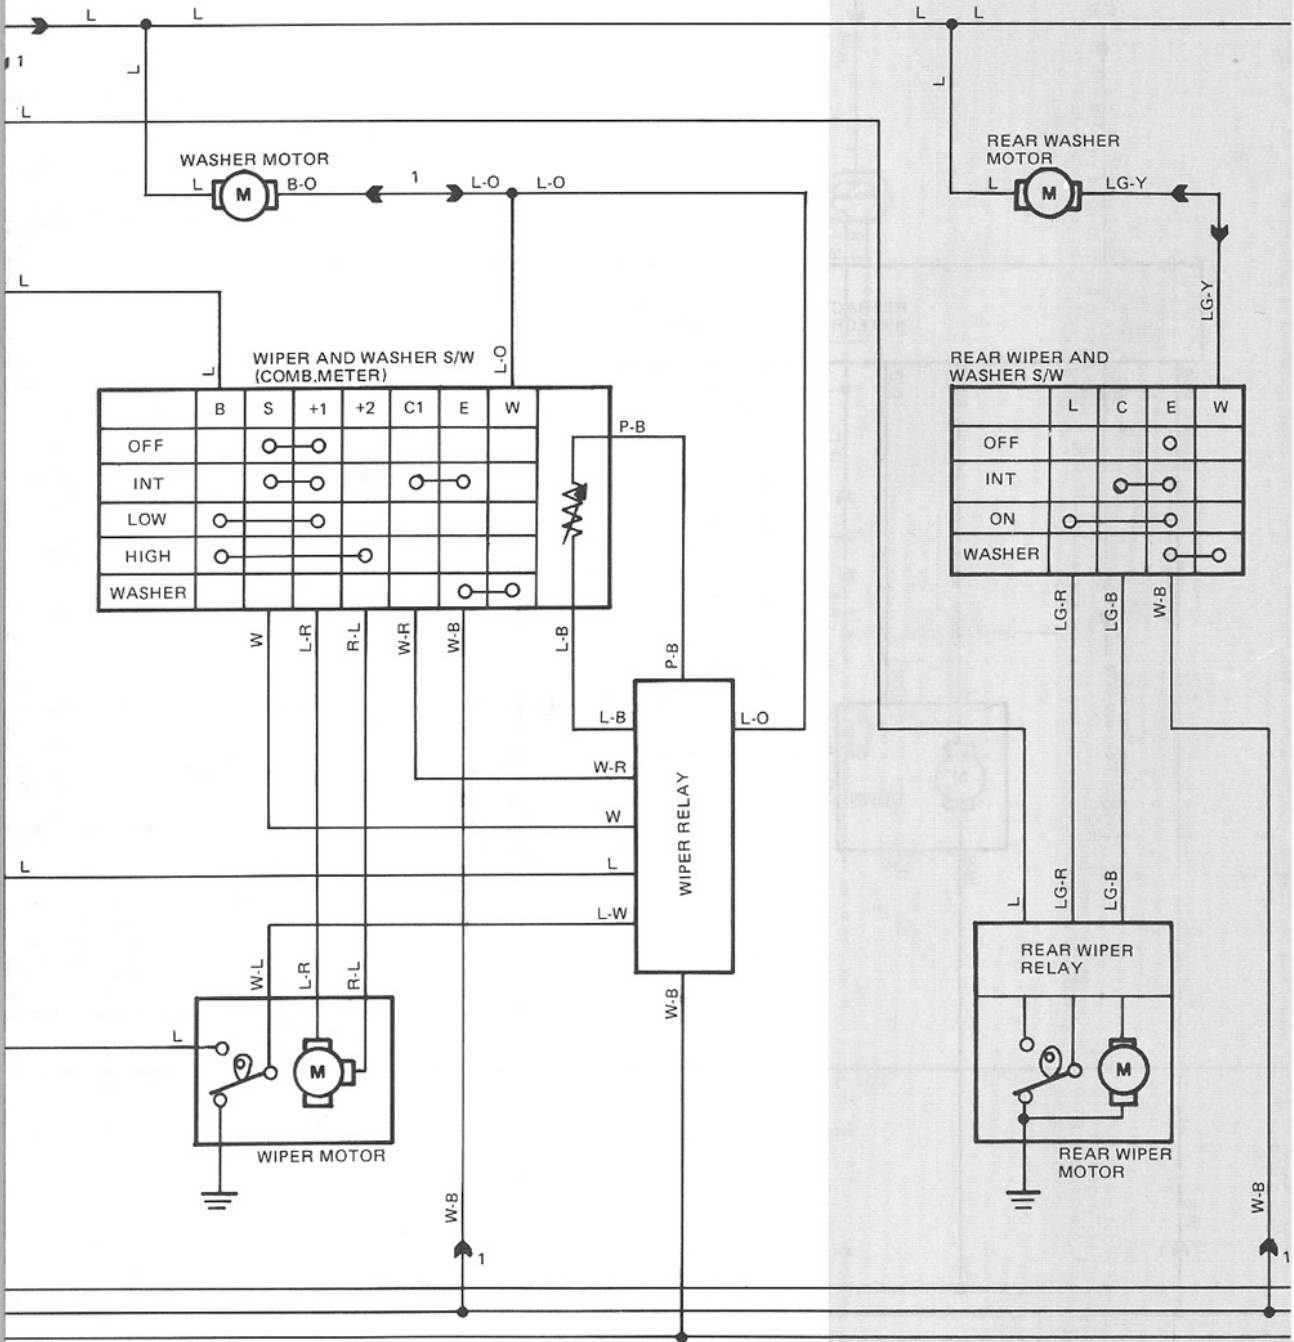 L L L L
1
L L
L
WASHER MOTOR
REAR WASHER
MOTOR
L M B-O 1 L-O L-O
L M LG-Y
L
LG-Y
WIPER AND WASHER S/W
(COMB.METER)
L L-O
REAR WIPER AND
WASHER S/W
B S +1 +2 C1 E W
OFF
INT
LOW
HIGH
WASHER
P-B
L C E W
OFF
INT
ON
WASHER
W L-R R-L W-R W-B L-B P-B
LG-R LG-B W-B
L-B
L-O
W-R
W
L L
L-W
WIPER RELAY
L LG-R LG-B
W-L L-R R-L
W-B
REAR WIPER
RELAY
L
M
M
WIPER MOTOR
REAR WIPER
MOTOR
W-B
W-B
1
1